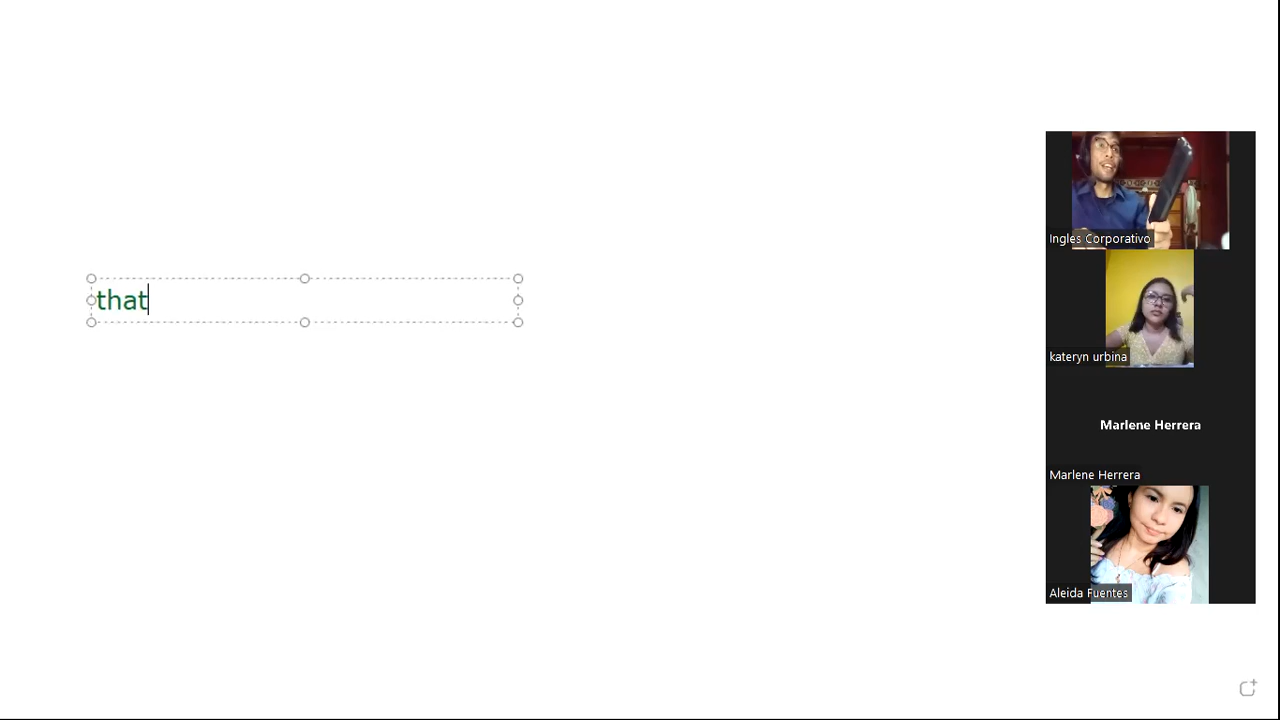 that
Ingles Corporativo
kateryn urbina
Marlene Herrera
Marlene Herrera
Aleida Fuentes